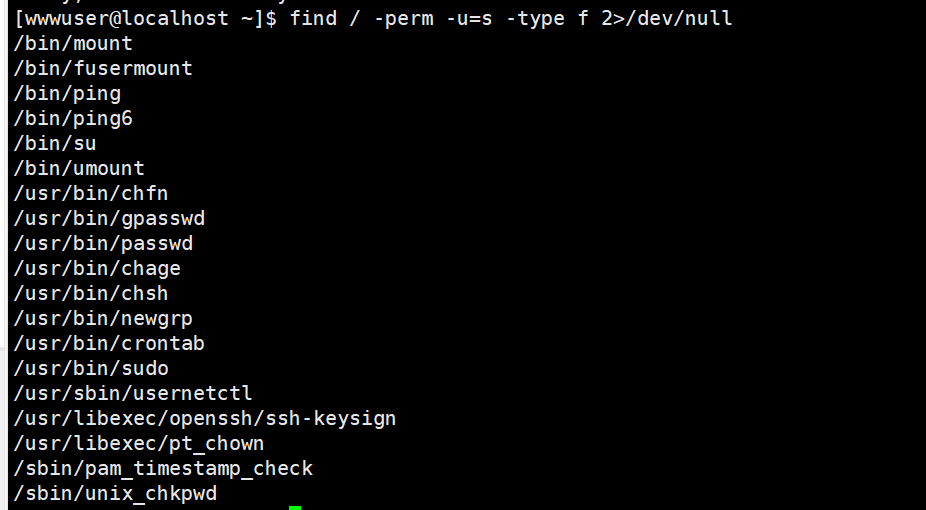 [wwwuser@localhost ~]$ find / -perm -u=s -type f 2>/dev/null
/bin/mount
/bin/fusermount
/bin/ping
/bin/ping6
/bin/su
/bin/umount
/usr/bin/chfn
/usr/bin/gpasswd
/usr/bin/passwd
/usr/bin/chage
/usr/bin/chsh
/usr/bin/newgrp
/usr/bin/crontab
/usr/bin/sudo
/usr/sbin/usernetctl
/usr/libexec/openssh/ssh-keysign
/usr/libexec/pt_chown
/sbin/pam_timestamp_check
/sbin/unix_chkpwd